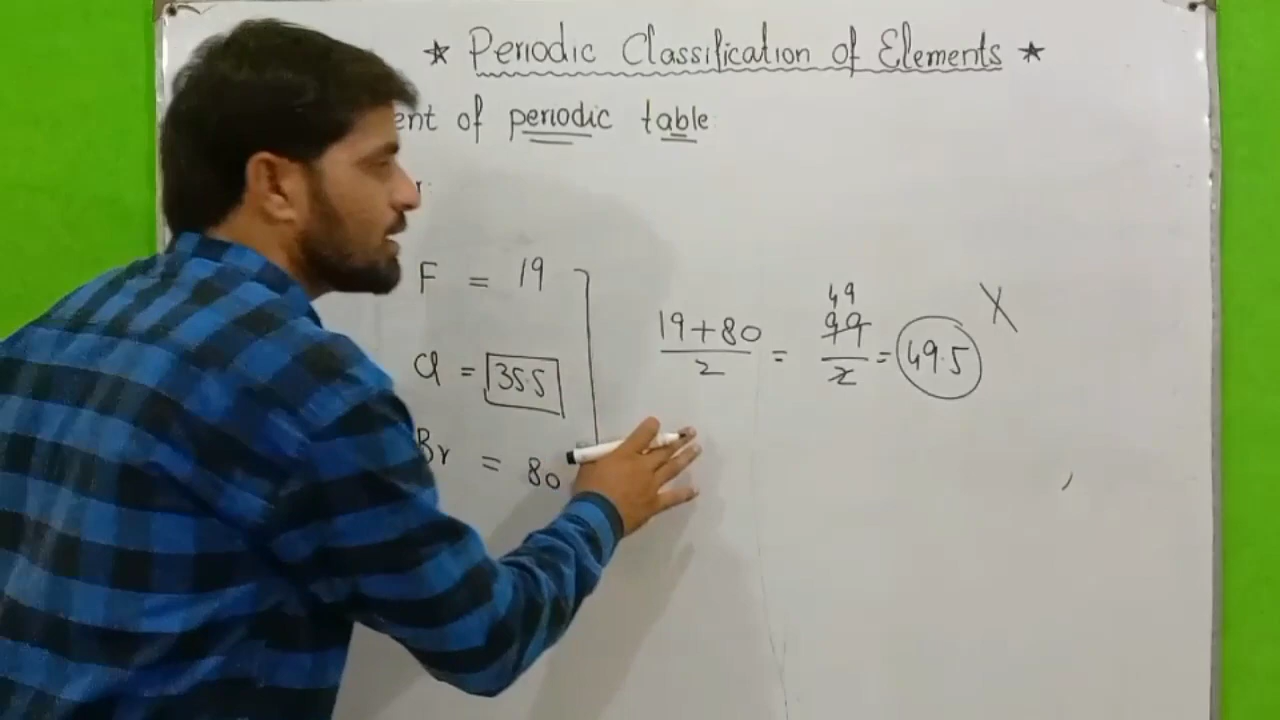 ★ Periodic Classification of Elements ★
ent of periodic table
F = 19
Cl = 35.5
Br = 80
19+80 / 2 = 99 / 2 = 49.5 X
49